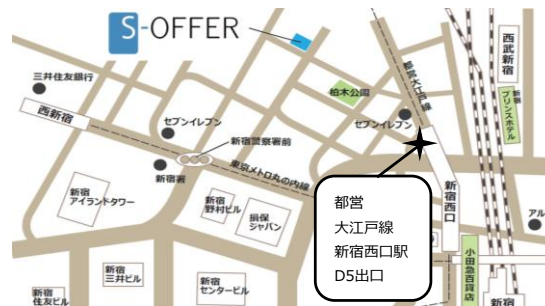 S-OFFER
西武新宿
新宿
プリンスホテル
都営大江戸線
三井住友銀行
柏木公園
西新宿
セブンイレブン
セブンイレブン
新宿警察署前
東京メトロ丸の内線
新宿署
新宿
アイランドタワー
新宿
野村ビル
損保
ジャパン
都営
大江戸線
新宿西口駅
D5出口
新宿西口
アル
小田急百貨店
新宿
住友ビル
新宿
三井ビル
新宿
センタービル
新宿